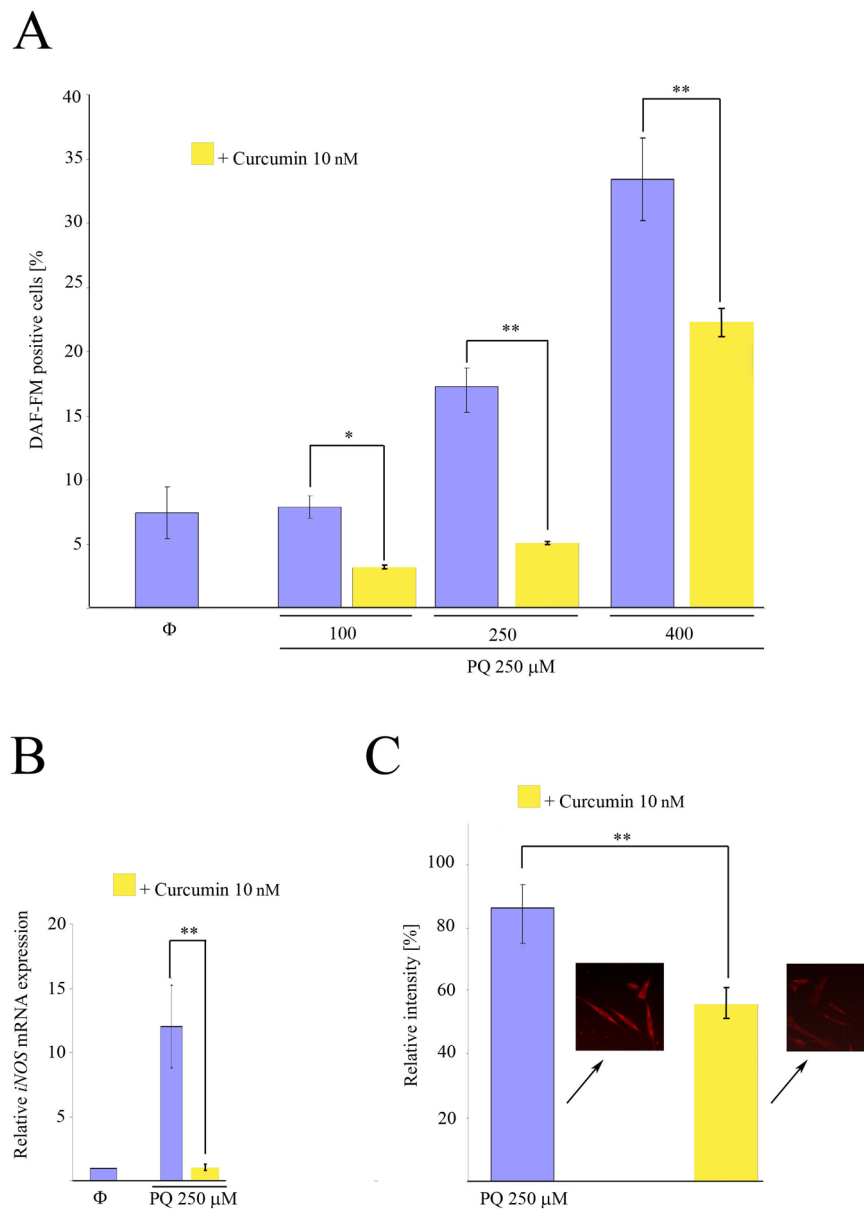 A
40
+ Curcumin 10 nM
**
35
30
25
**
20
15
*
10
5
DAF-FM positive cells [%
Φ
100
250
400
PQ 250 µM
B
+ Curcumin 10 nM
20
**
15
10
5
Relative iNOS mRNA expression
Φ
PQ 250 µM
C
+ Curcumin 10 nM
**
100
80
60
40
20
Relative intensity [%]
PQ 250 µM